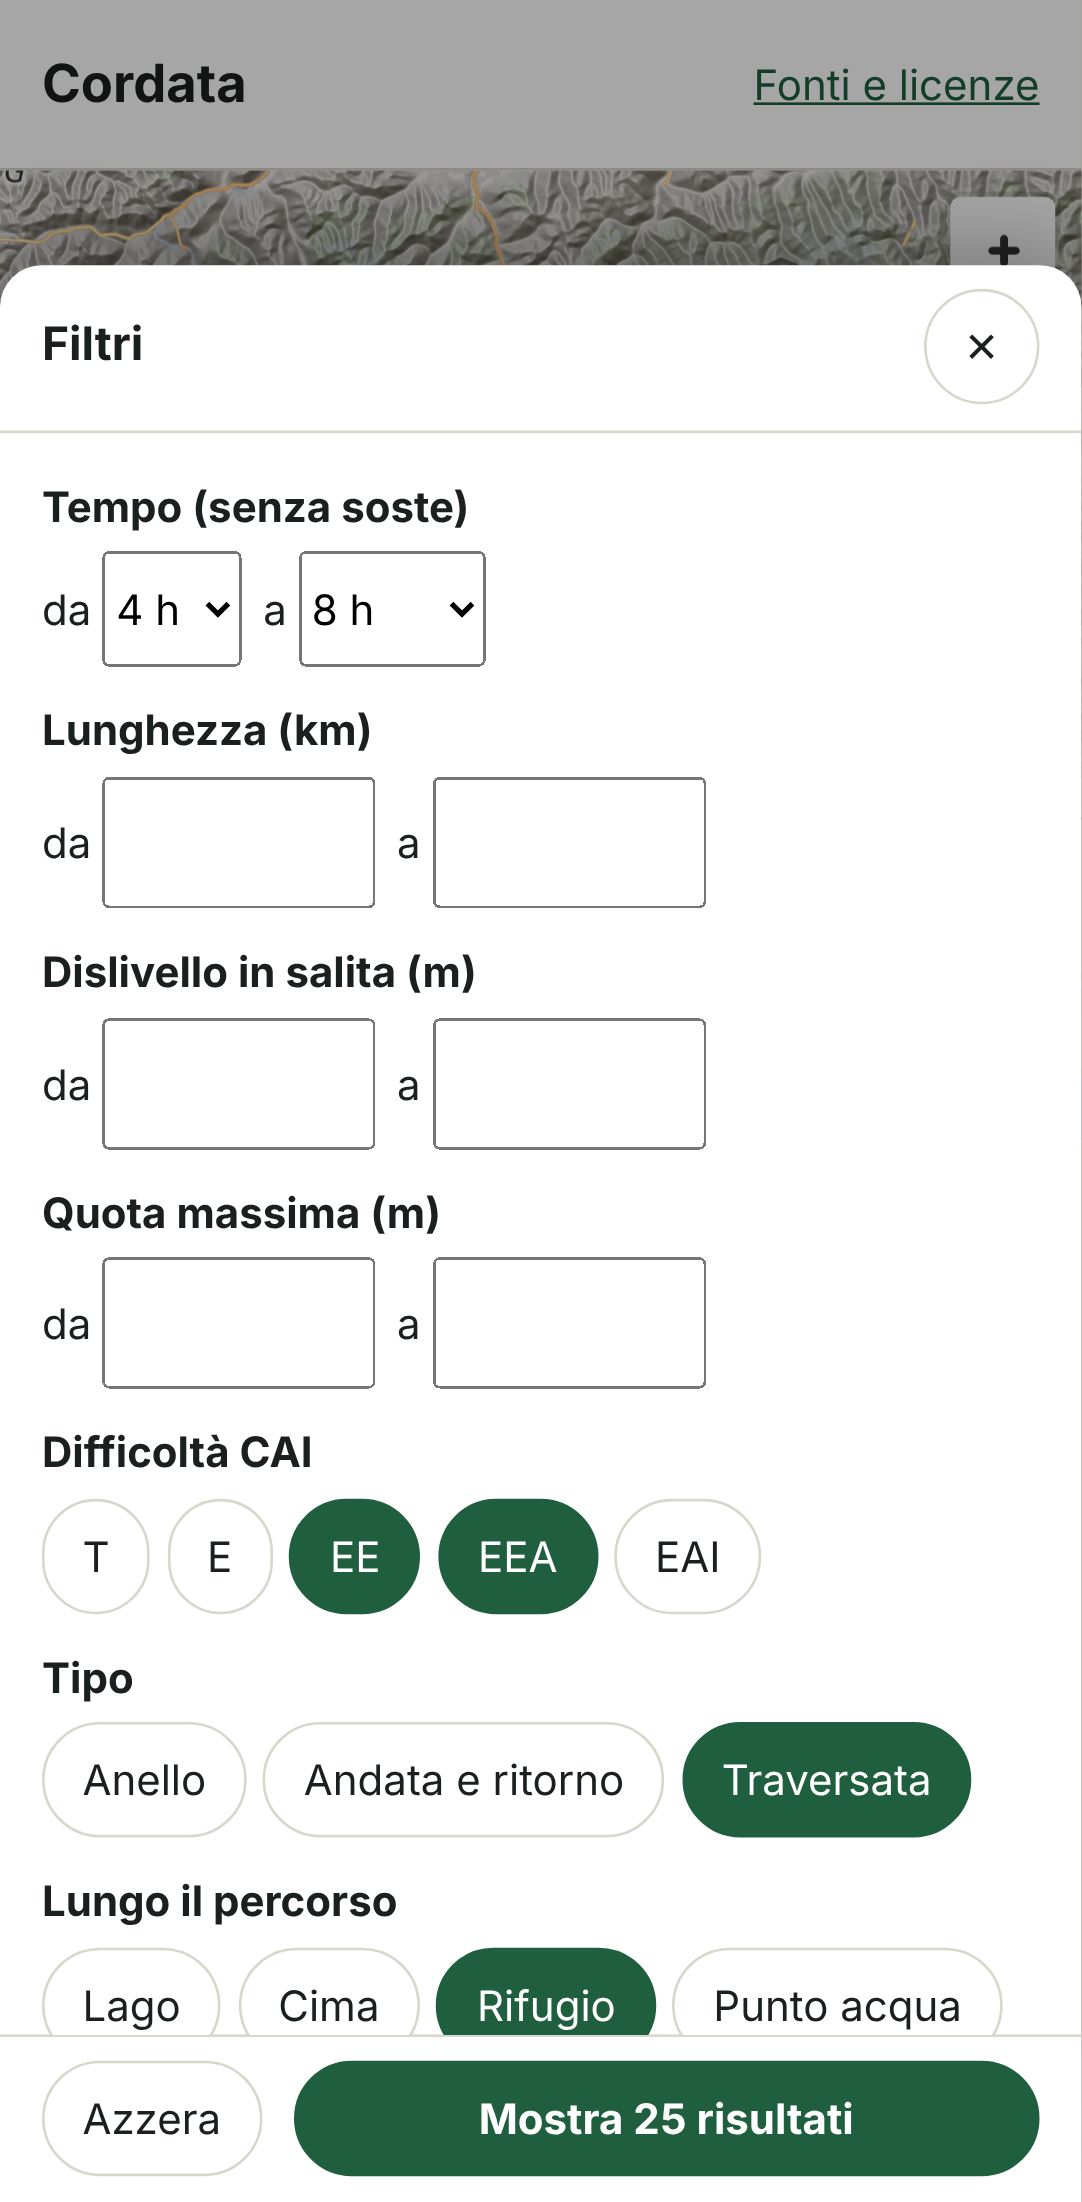 Cordata
Fonti e licenze
G
+
Filtri
×
Tempo (senza soste)
da 4 h a 8 h
Lunghezza (km)
da a
Dislivello in salita (m)
da a
Quota massima (m)
da a
Difficoltà CAI
T E EE EEA EAI
Tipo
Anello Andata e ritorno Traversata
Lungo il percorso
Lago Cima Rifugio Punto acqua
Azzera Mostra 25 risultati